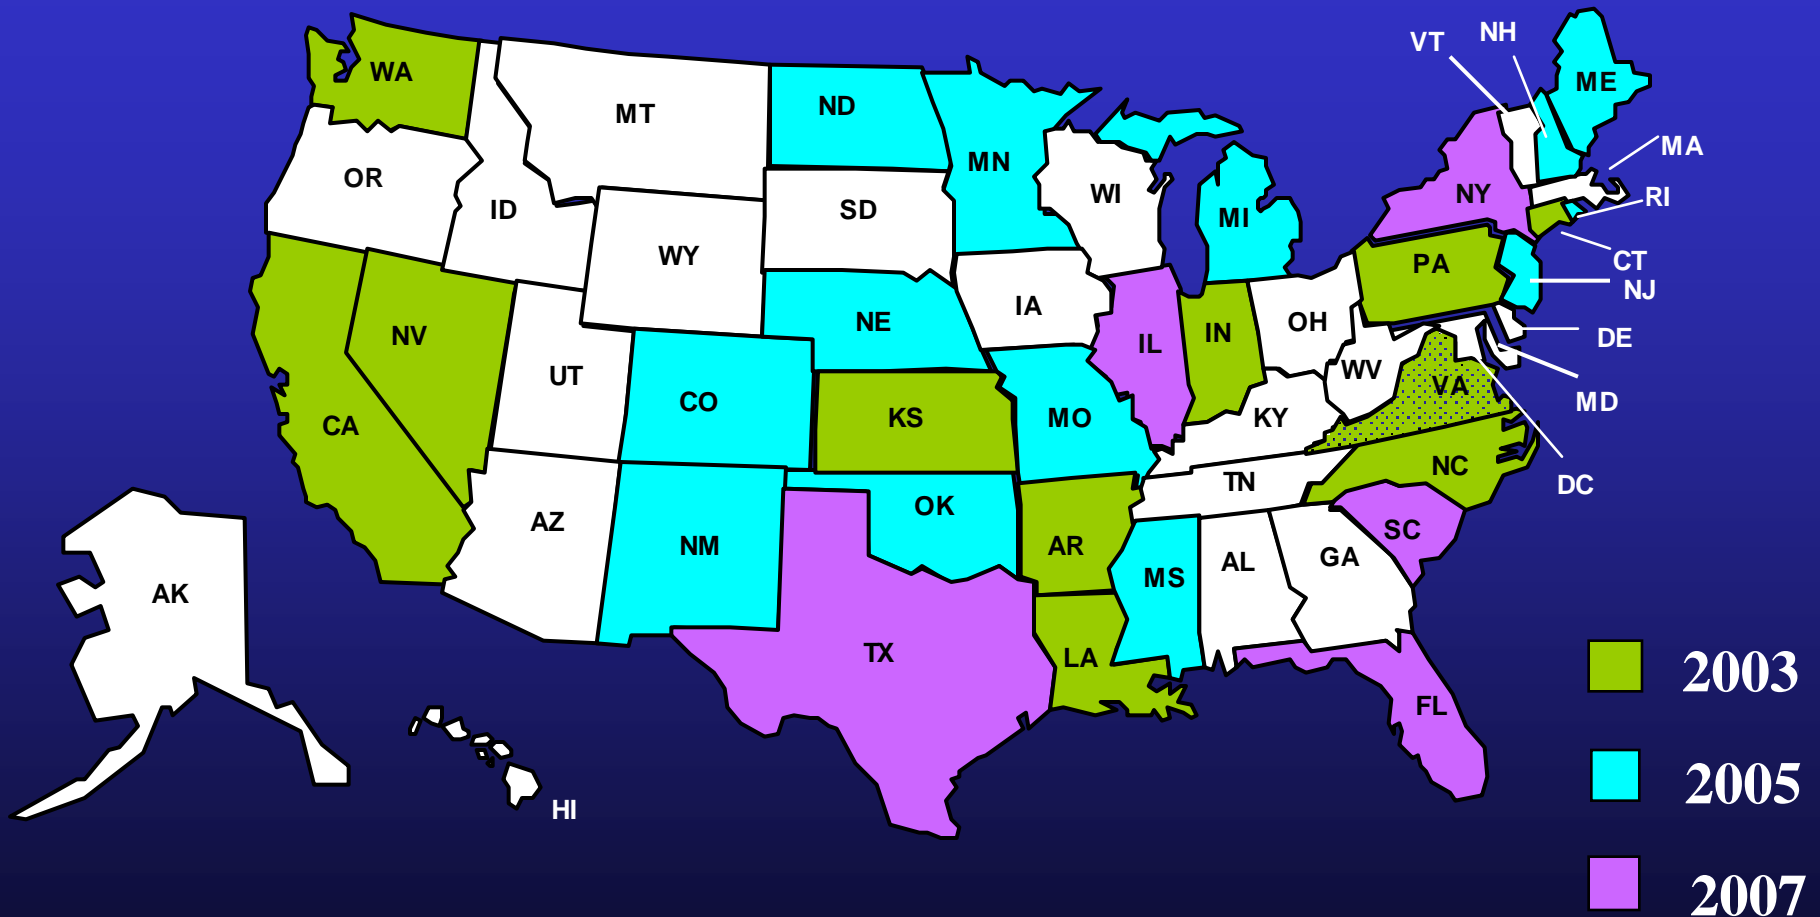 VT
NH
WA
ME
ND
MT
MN
MA
OR
WI
NY
RI
ID
SD
MI
WY
PA
CT
NJ
IA
NE
OH
NV
IN
DE
IL
UT
WV
VA
CO
MD
CA
KS
MO
KY
NC
TN
DC
OK
AZ
SC
NM
AR
GA
AL
MS
AK
TX
LA
2003
FL
2005
HI
2007